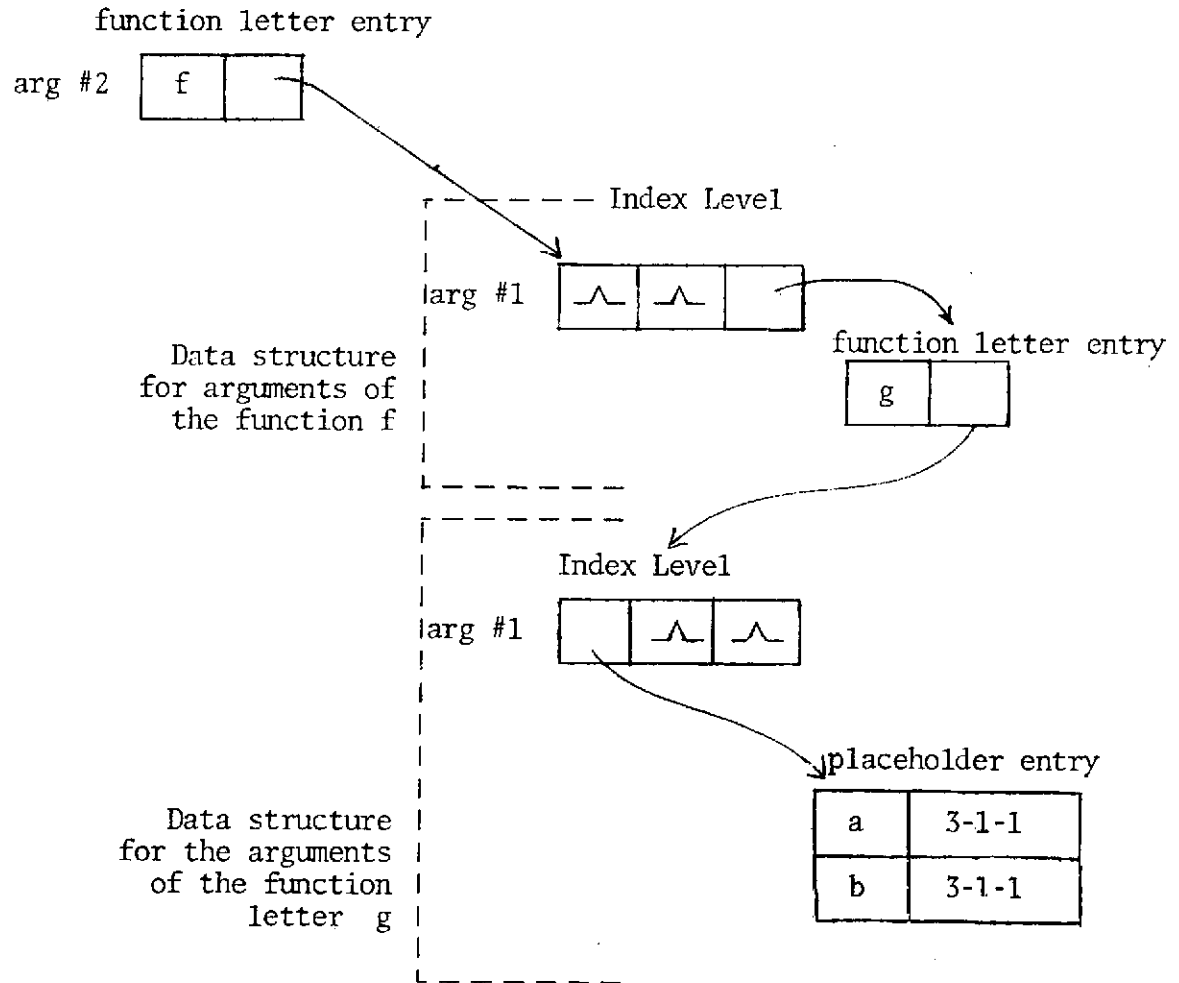 function letter entry
arg #2 f
Index Level
arg #1
Data structure
for arguments of
the function f
function letter entry
g
Index Level
arg #1
placeholder entry
a 3-1-1
b 3-1-1
Data structure
for the arguments
of the function
letter g